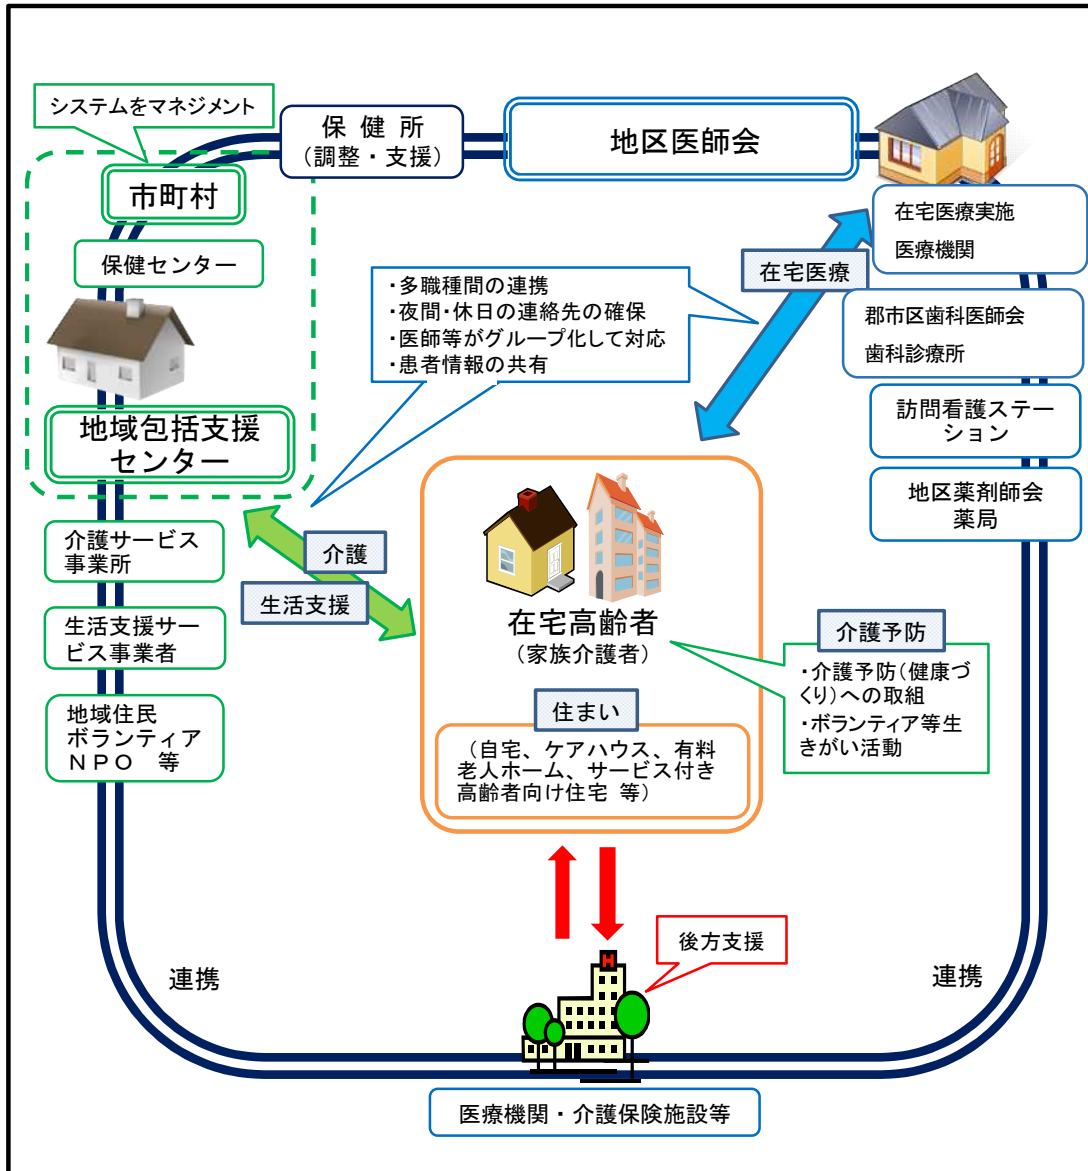 システムをマネジメント
保 健 所
（調整・支援）
地区医師会
市町村
保健センター
在宅医療実施
医療機関
在宅医療
・多職種間の連携
・夜間・休日の連絡先の確保
・医師等がグループ化して対応
・患者情報の共有
郡市区歯科医師会
歯科診療所
地域包括支援
センター
訪問看護ステー
ション
地区薬剤師会
薬局
介護サービス
事業所
介護
生活支援
生活支援サー
ビス事業者
地域住民
ボランティア
ＮＰＯ　等
在宅高齢者
（家族介護者）
介護予防
・介護予防（健康づ
くり）への取組
・ボランティア等生
きがい活動
住まい
（自宅、ケアハウス、有料
老人ホーム、サービス付き
高齢者向け住宅 等）
後方支援
H
連携
連携
医療機関・介護保険施設等